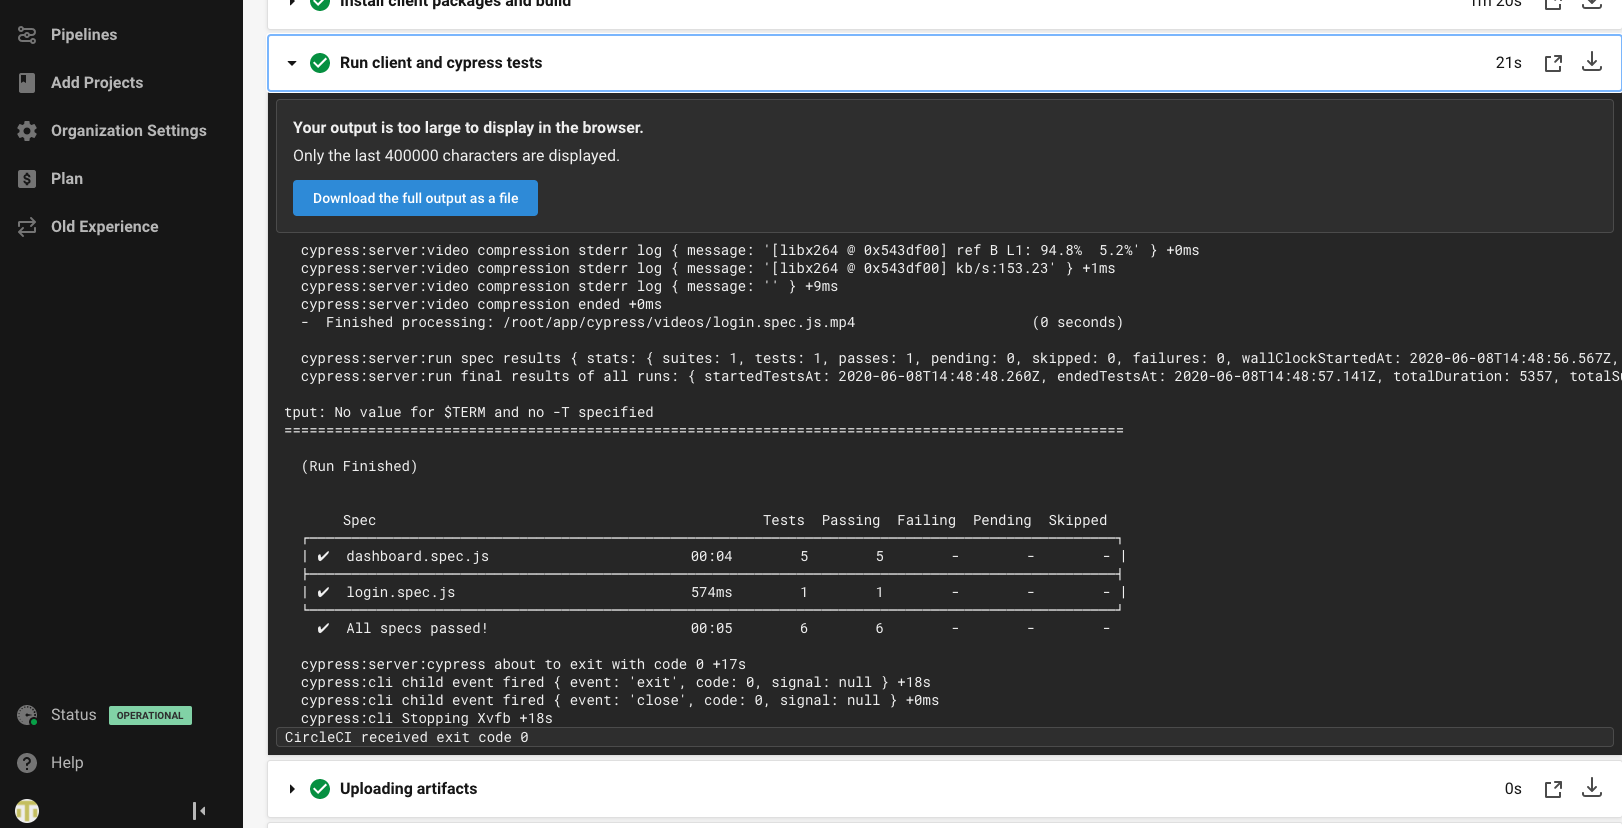 Pipelines
Add Projects
Organization Settings
Plan
Old Experience
Status OPERATIONAL
Help
Install client packages and build 1m 20s
Run client and cypress tests 21s
Your output is too large to display in the browser.
Only the last 400000 characters are displayed.
Download the full output as a file
cypress:server:video compression stderr log { message: '[libx264 @ 0x543df00] ref B L1: 94.8%  5.2%' } +0ms
cypress:server:video compression stderr log { message: '[libx264 @ 0x543df00] kb/s:153.23' } +1ms
cypress:server:video compression stderr log { message: '' } +9ms
cypress:server:video compression ended +0ms
-  Finished processing: /root/app/cypress/videos/login.spec.js.mp4 (0 seconds)
cypress:server:run spec results { stats: { suites: 1, tests: 1, passes: 1, pending: 0, skipped: 0, failures: 0, wallClockStartedAt: 2020-06-08T14:48:56.567Z,
cypress:server:run final results of all runs: { startedTestsAt: 2020-06-08T14:48:48.260Z, endedTestsAt: 2020-06-08T14:48:57.141Z, totalDuration: 5357, totalS
tput: No value for $TERM and no -T specified
====================================================================================================
(Run Finished)
Spec Tests Passing Failing Pending Skipped
✔ dashboard.spec.js 00:04 5 5 - - -
✔ login.spec.js 574ms 1 1 - - -
✔ All specs passed! 00:05 6 6 - - -
cypress:server:cypress about to exit with code 0 +17s
cypress:cli child event fired { event: 'exit', code: 0, signal: null } +18s
cypress:cli child event fired { event: 'close', code: 0, signal: null } +0ms
cypress:cli Stopping Xvfb +18s
CircleCI received exit code 0
Uploading artifacts 0s